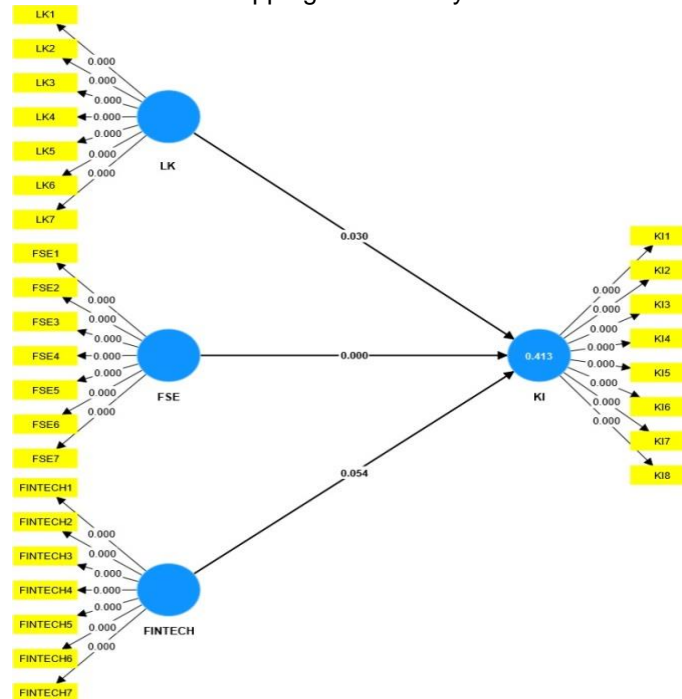 LK1
LK2
LK3
LK4
LK5
LK6
LK7
0.000
0.000
0.000
0.000
0.000
0.000
0.000
LK
0.030
FSE1
FSE2
FSE3
FSE4
FSE5
FSE6
FSE7
0.000
0.000
0.000
0.000
0.000
0.000
0.000
FSE
0.000
FINTECH1
FINTECH2
FINTECH3
FINTECH4
FINTECH5
FINTECH6
FINTECH7
0.000
0.000
0.000
0.000
0.000
0.000
0.000
FINTECH
0.054
0.413
KI
0.000
0.000
0.000
0.000
0.000
0.000
0.000
0.000
KI1
KI2
KI3
KI4
KI5
KI6
KI7
KI8